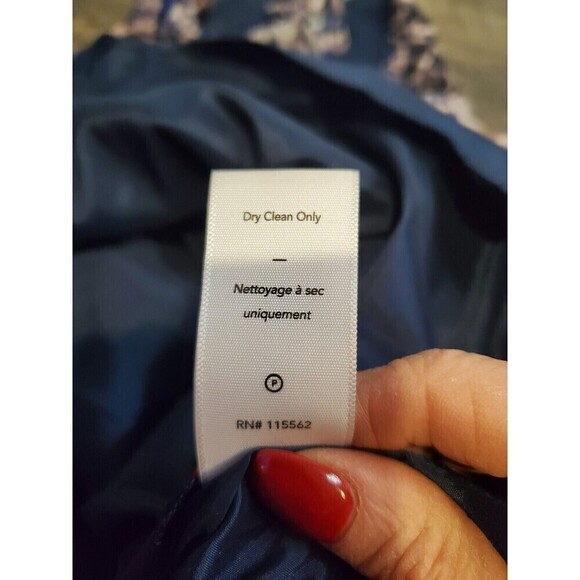 Dry Clean Only
—
Nettoyage à sec
uniquement
P
RN# 115562